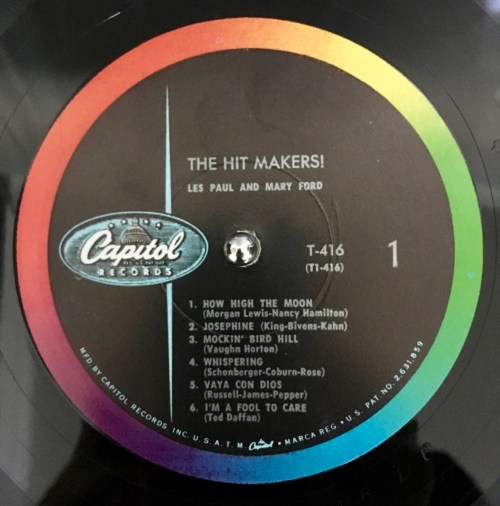 THE HIT MAKERS!
LES PAUL AND MARY FORD
Capitol
RECORDS
T-416
(T1-416)
1
1. HOW HIGH THE MOON
(Morgan Lewis-Nancy Hamilton)
2. JOSEPHINE (King-Bivens-Kahn)
3. MOCKIN' BIRD HILL
(Vaughn Horton)
4. WHISPERING
(Schonberger-Coburn-Rose)
5. VAYA CON DIOS
(Russell-James-Pepper)
6. I'M A FOOL TO CARE
(Ted Daffan)
MFD. BY CAPITOL RECORDS, INC. U.S.A. T.M. Capitol • MARCA REG. • U.S. PAT. NO. 2,631,859